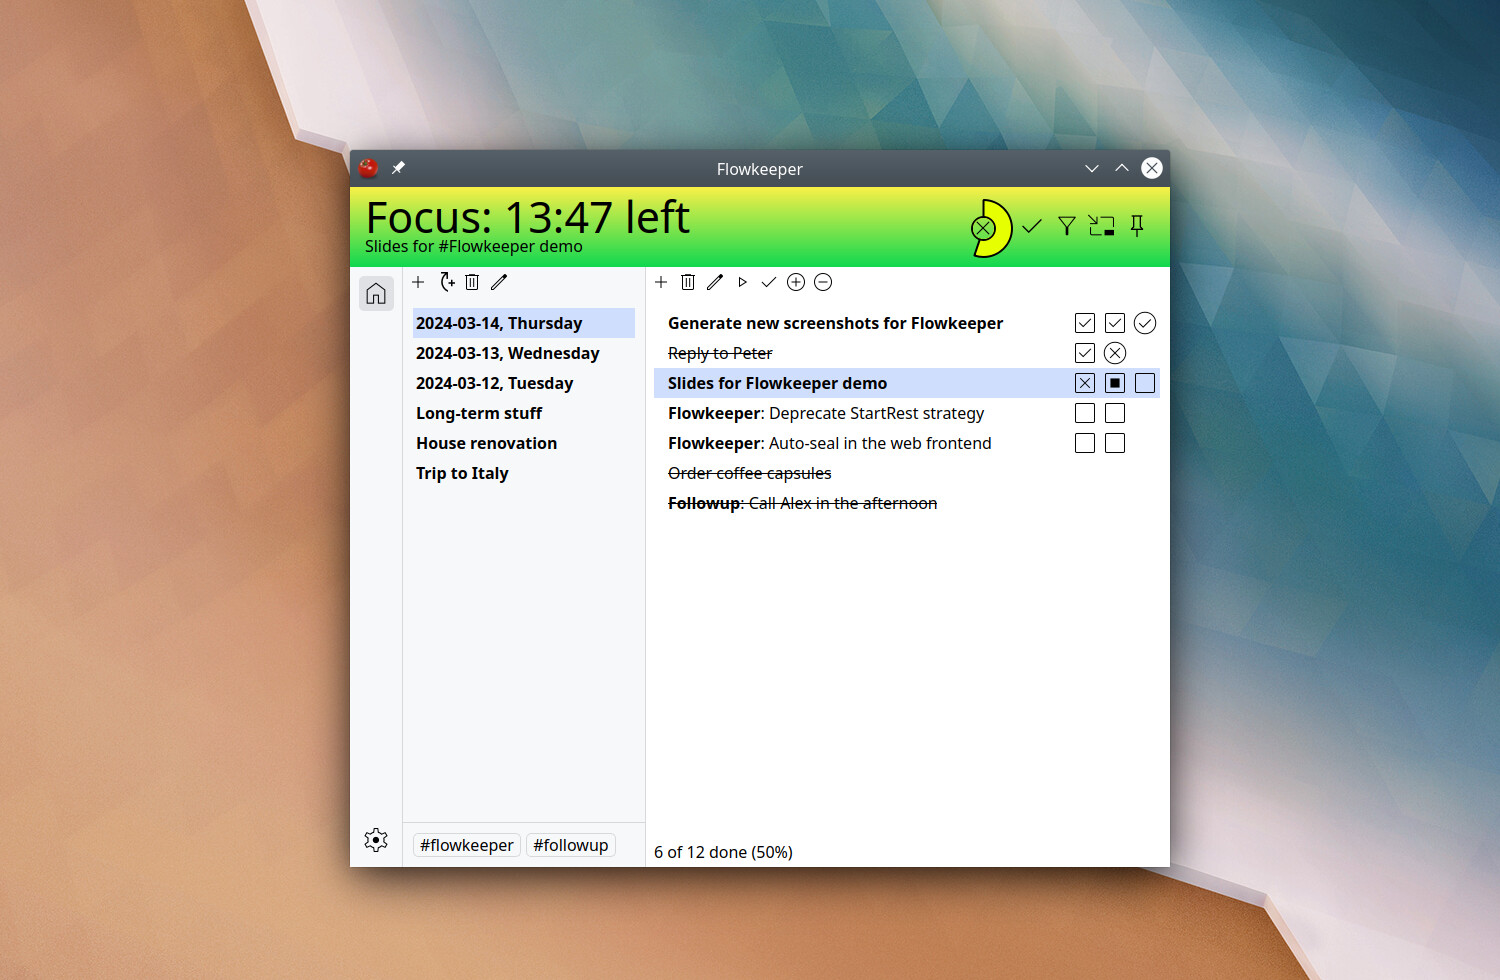 Flowkeeper
Focus: 13:47 left
Slides for #Flowkeeper demo
2024-03-14, Thursday
2024-03-13, Wednesday
2024-03-12, Tuesday
Long-term stuff
House renovation
Trip to Italy
#flowkeeper #followup
Generate new screenshots for Flowkeeper
Reply to Peter
Slides for Flowkeeper demo
Flowkeeper: Deprecate StartRest strategy
Flowkeeper: Auto-seal in the web frontend
Order coffee capsules
Followup: Call Alex in the afternoon
6 of 12 done (50%)